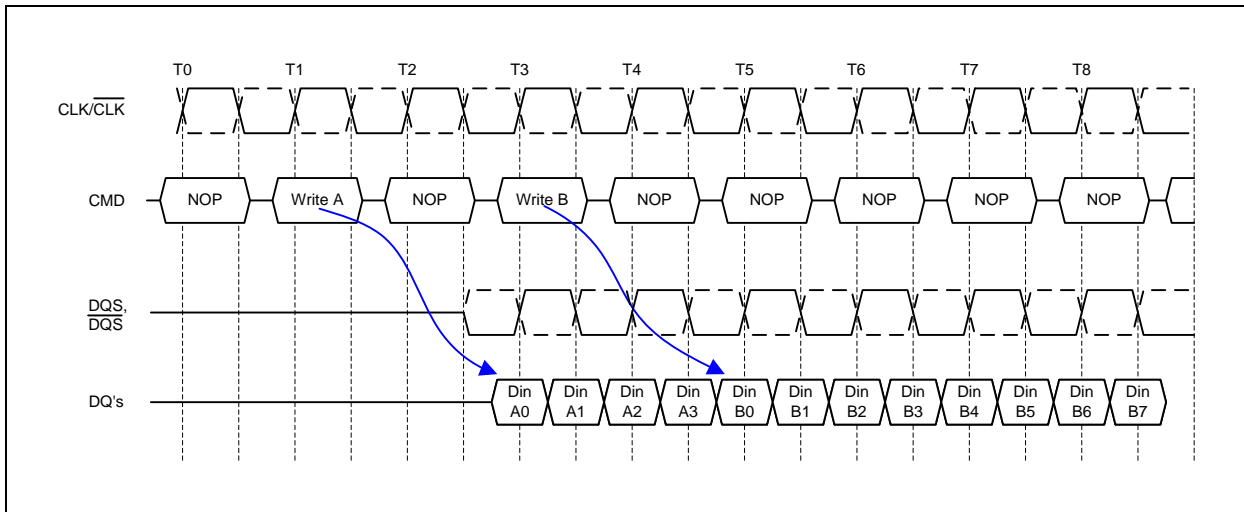 T0 T1 T2 T3 T4 T5 T6 T7 T8
CLK/C̅L̅K̅
CMD NOP Write A NOP Write B NOP NOP NOP NOP NOP
DQS,
D̅Q̅S̅
DQ's
Din Din Din Din Din Din Din Din Din Din Din Din
A0 A1 A2 A3 B0 B1 B2 B3 B4 B5 B6 B7